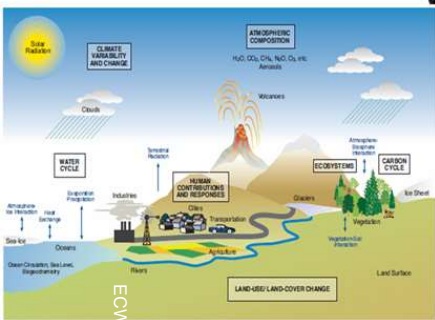 Solar
Radiation
CLIMATE
VARIABILITY
AND CHANGE
ATMOSPHERIC
COMPOSITION
H₂O, CO₂, CH₄, N₂O, O₃, etc.
Aerosols
Clouds
Volcanoes
Atmosphere-
Biosphere
Interaction
Terrestrial
Radiation
WATER
CYCLE
HUMAN
CONTRIBUTIONS
AND RESPONSES
ECOSYSTEMS
CARBON
CYCLE
Evaporation
Precipitation
Industries
Cities
Glaciers
Ice Sheet
Atmosphere-
Ice Interaction
Heat
Exchange
Transportation
Vegetation
Sea-Ice
Oceans
Agriculture
Vegetation-Soil
Interaction
Ocean Circulation, Sea Level,
Biogeochemistry
Rivers
Land Surface
LAND-USE/ LAND-COVER CHANGE
ECW